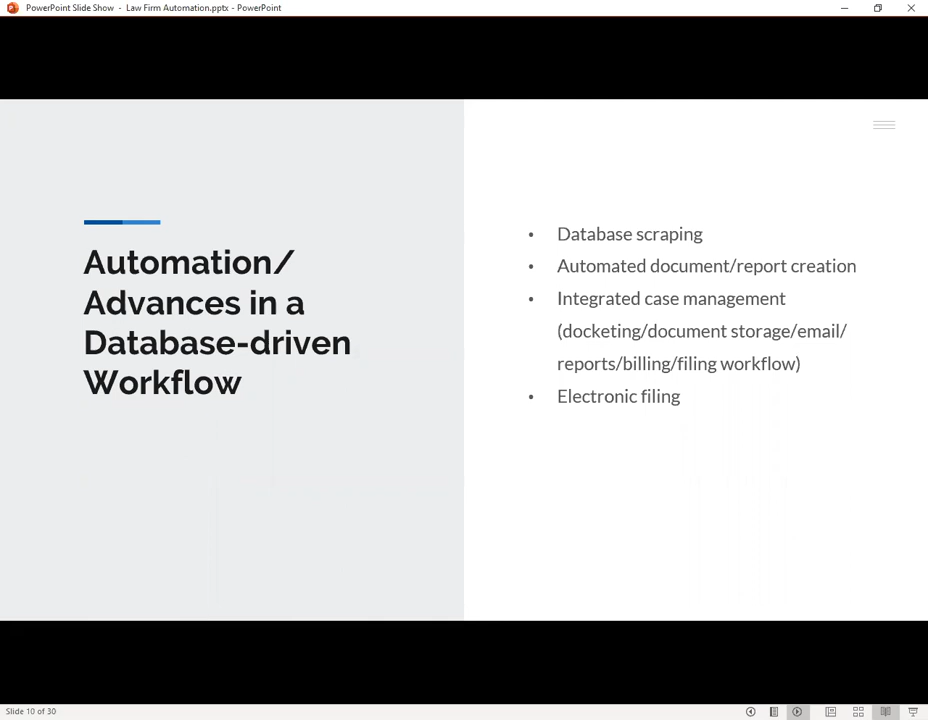 PowerPoint Slide Show - Law Firm Automation.pptx - PowerPoint
Automation/
Advances in a
Database-driven
Workflow
• Database scraping
• Automated document/report creation
• Integrated case management
(docketing/document storage/email/
reports/billing/filing workflow)
• Electronic filing
Slide 10 of 30